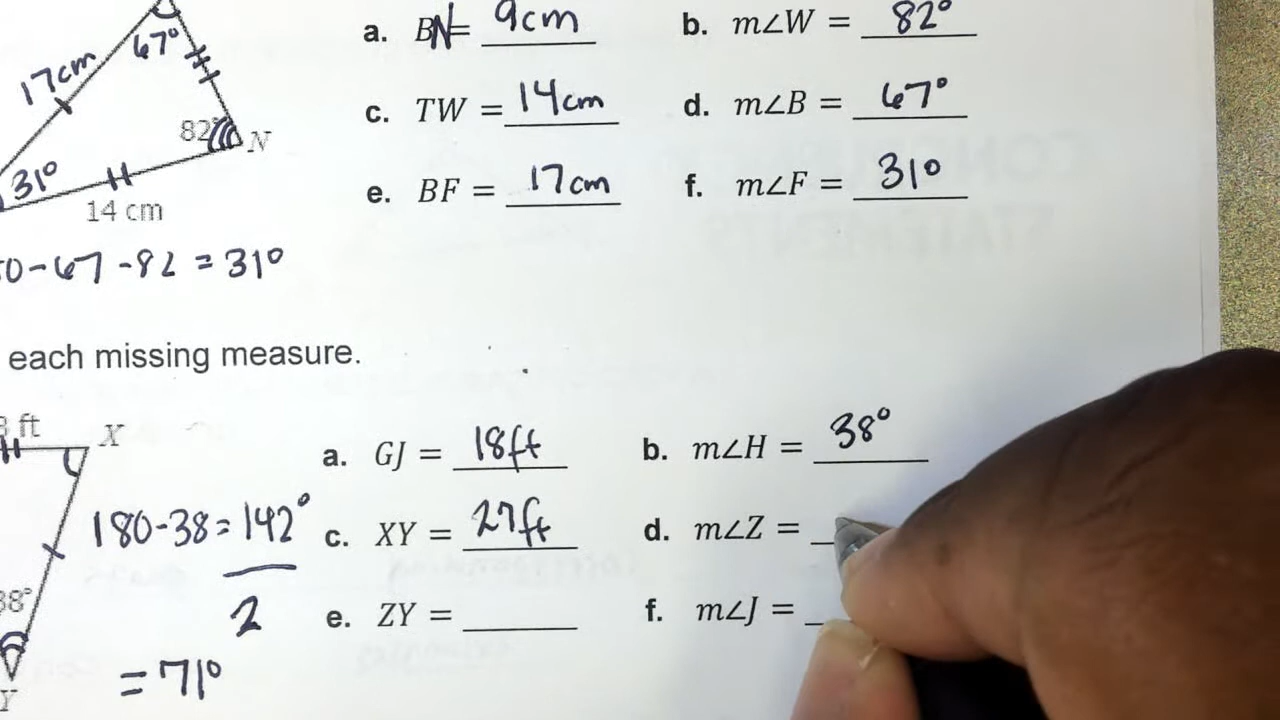 17cm
67°
82
N
31°
14 cm
0-67-82 = 31°
a. BN = 9cm
b. m∠W = 82°
c. TW = 14cm
d. m∠B = 67°
e. BF = 17cm
f. m∠F = 31°
each missing measure.
ft X
180-38=142°
2
= 71°
38°
Y
a. GJ = 18ft
b. m∠H = 38°
c. XY = 27ft
d. m∠Z =
e. ZY =
f. m∠J =